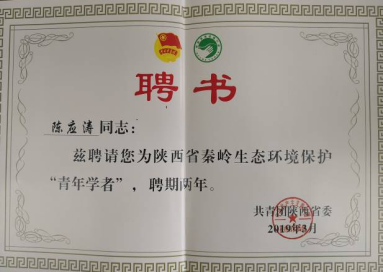 聘书
陈应涛同志：
兹聘请您为陕西省秦岭生态环境保护
“青年学者”，聘期两年。
共青团陕西省委
2019年3月